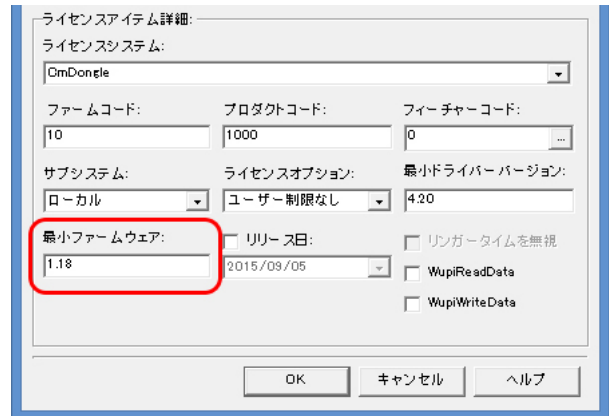 ライセンスアイテム詳細:
ライセンスシステム:
CmDongle
ファームコード: プロダクトコード: フィーチャーコード:
10 1000 0 ...
サブシステム: ライセンスオプション: 最小ドライバー バージョン:
ローカル ユーザー制限なし 4.20
最小ファームウェア: リリース日: リンガータイムを無視
1.18 2015/09/05 WupiReadData
WupiWriteData
OK キャンセル ヘルプ